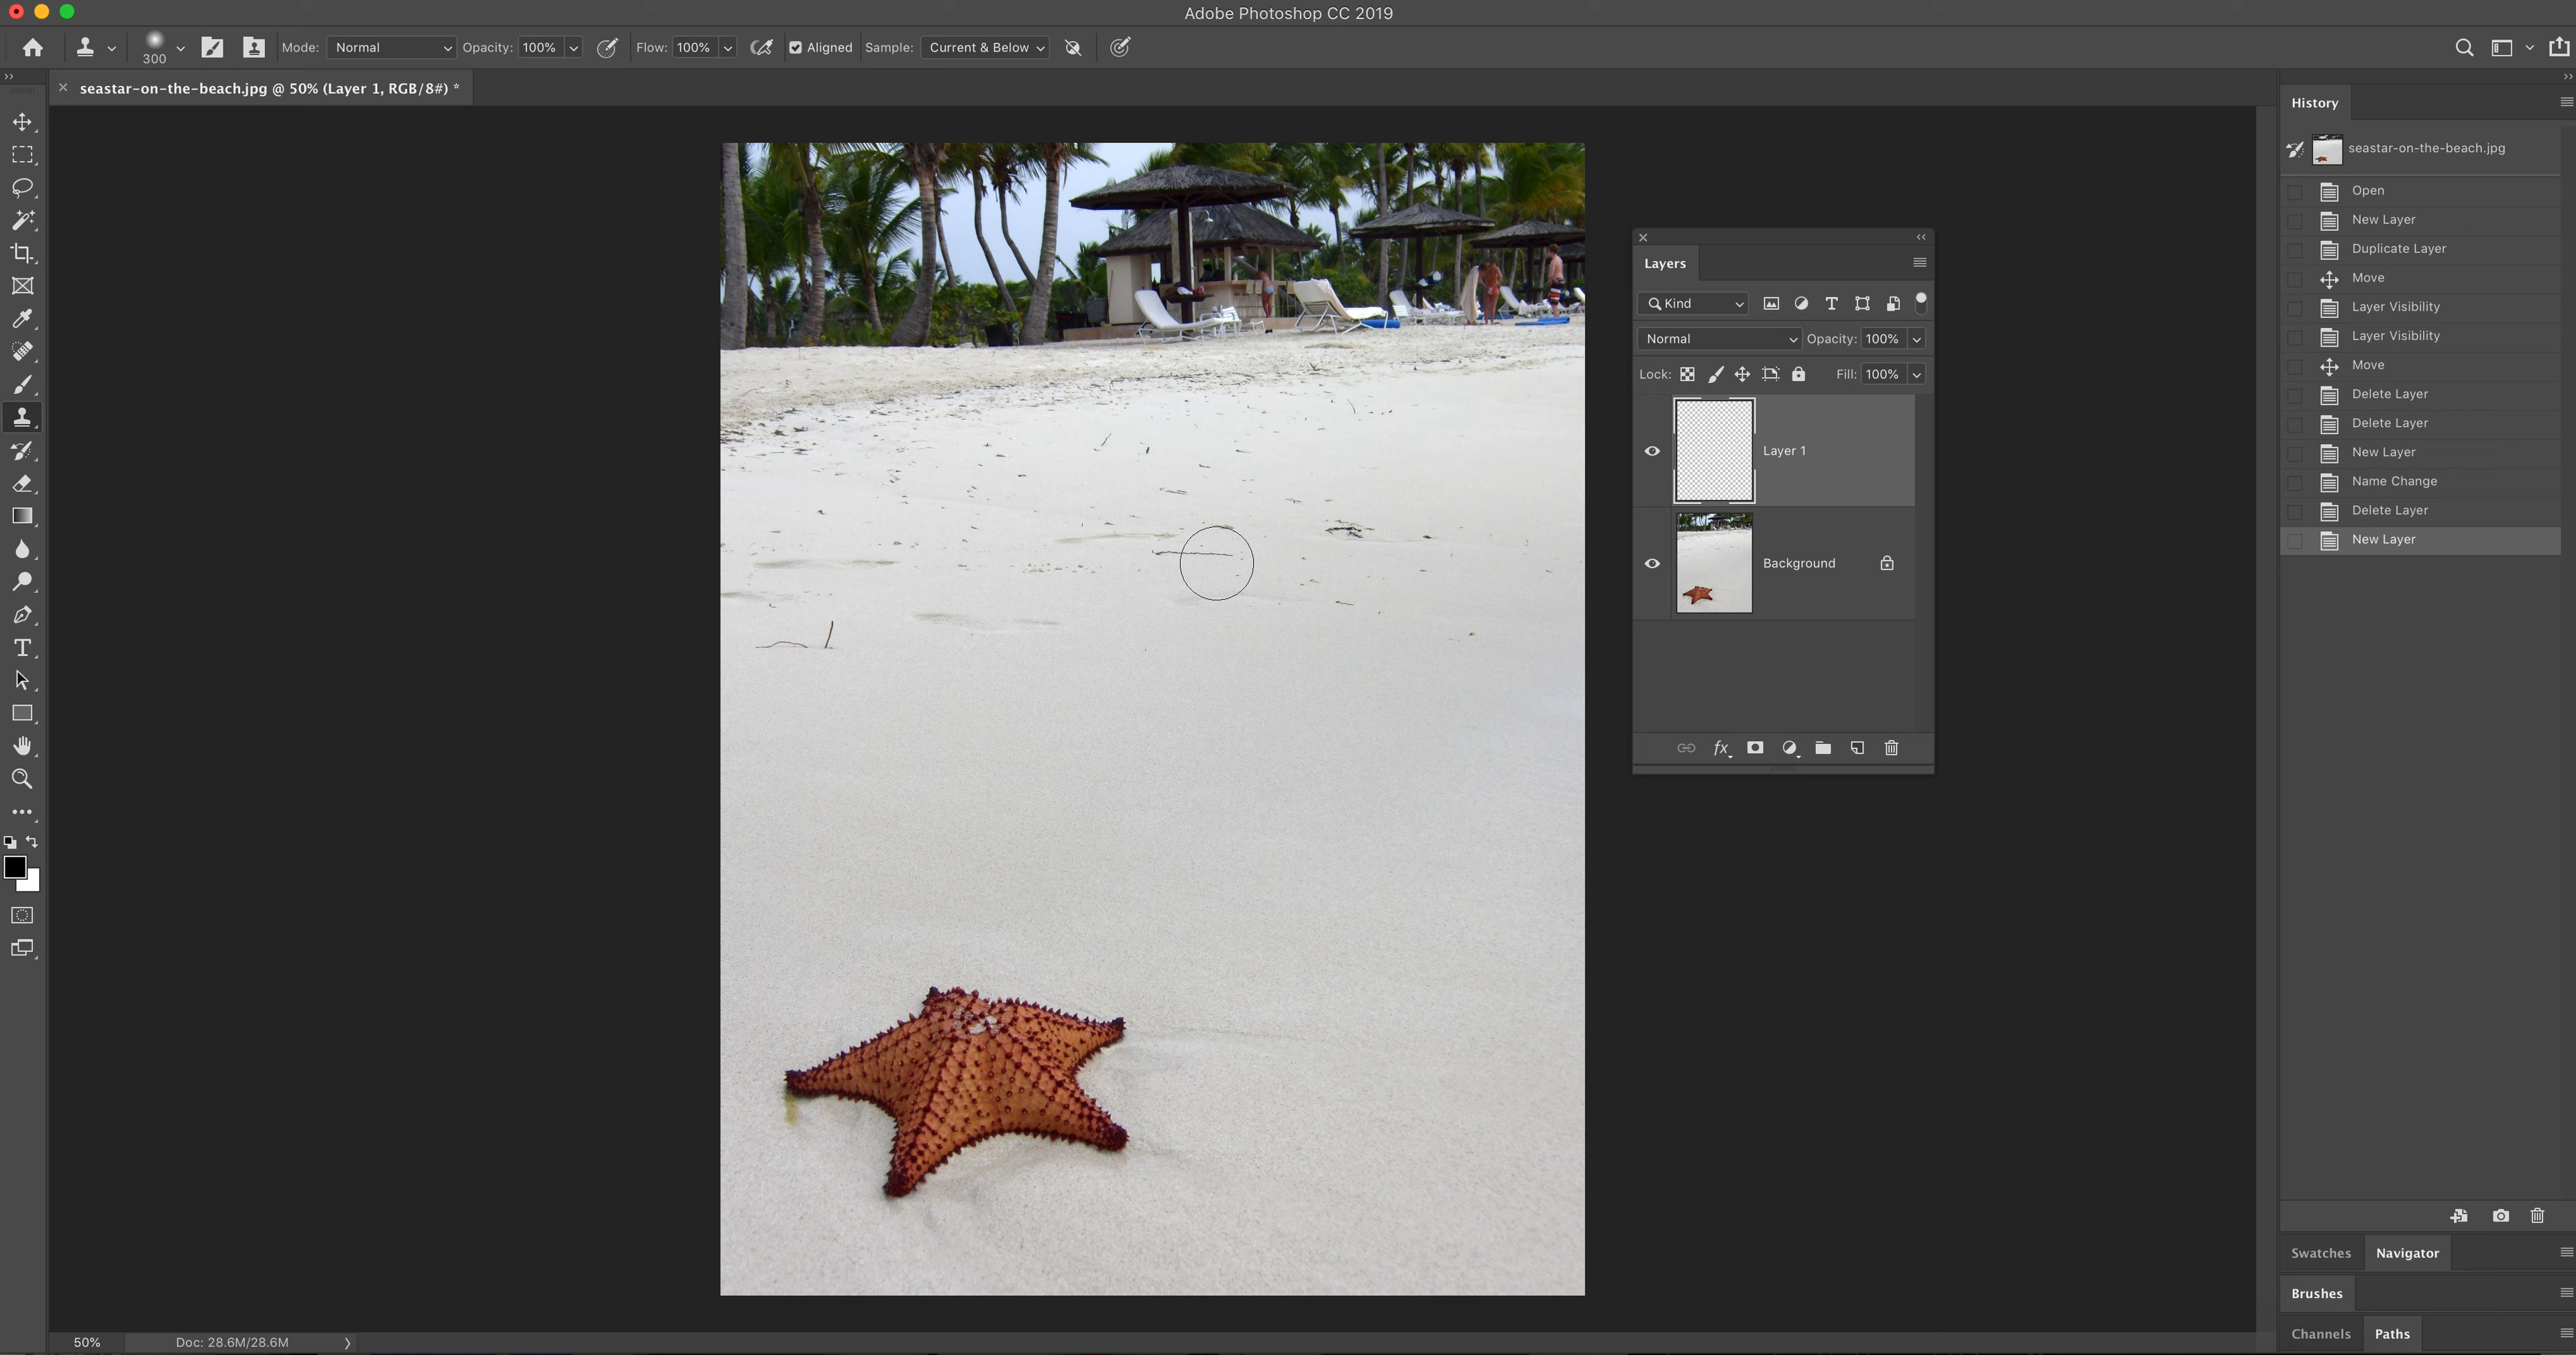 Adobe Photoshop CC 2019
300
Mode: Normal Opacity: 100% Flow: 100% Aligned Sample: Current & Below
seastar-on-the-beach.jpg @ 50% (Layer 1, RGB/8#) *
Layers
Kind
Normal Opacity: 100%
Lock: Fill: 100%
Layer 1
Background
fx
History
seastar-on-the-beach.jpg
Open
New Layer
Duplicate Layer
Move
Layer Visibility
Layer Visibility
Move
Delete Layer
Delete Layer
New Layer
Name Change
Delete Layer
New Layer
Swatches Navigator
Brushes
Channels Paths
50% Doc: 28.6M/28.6M